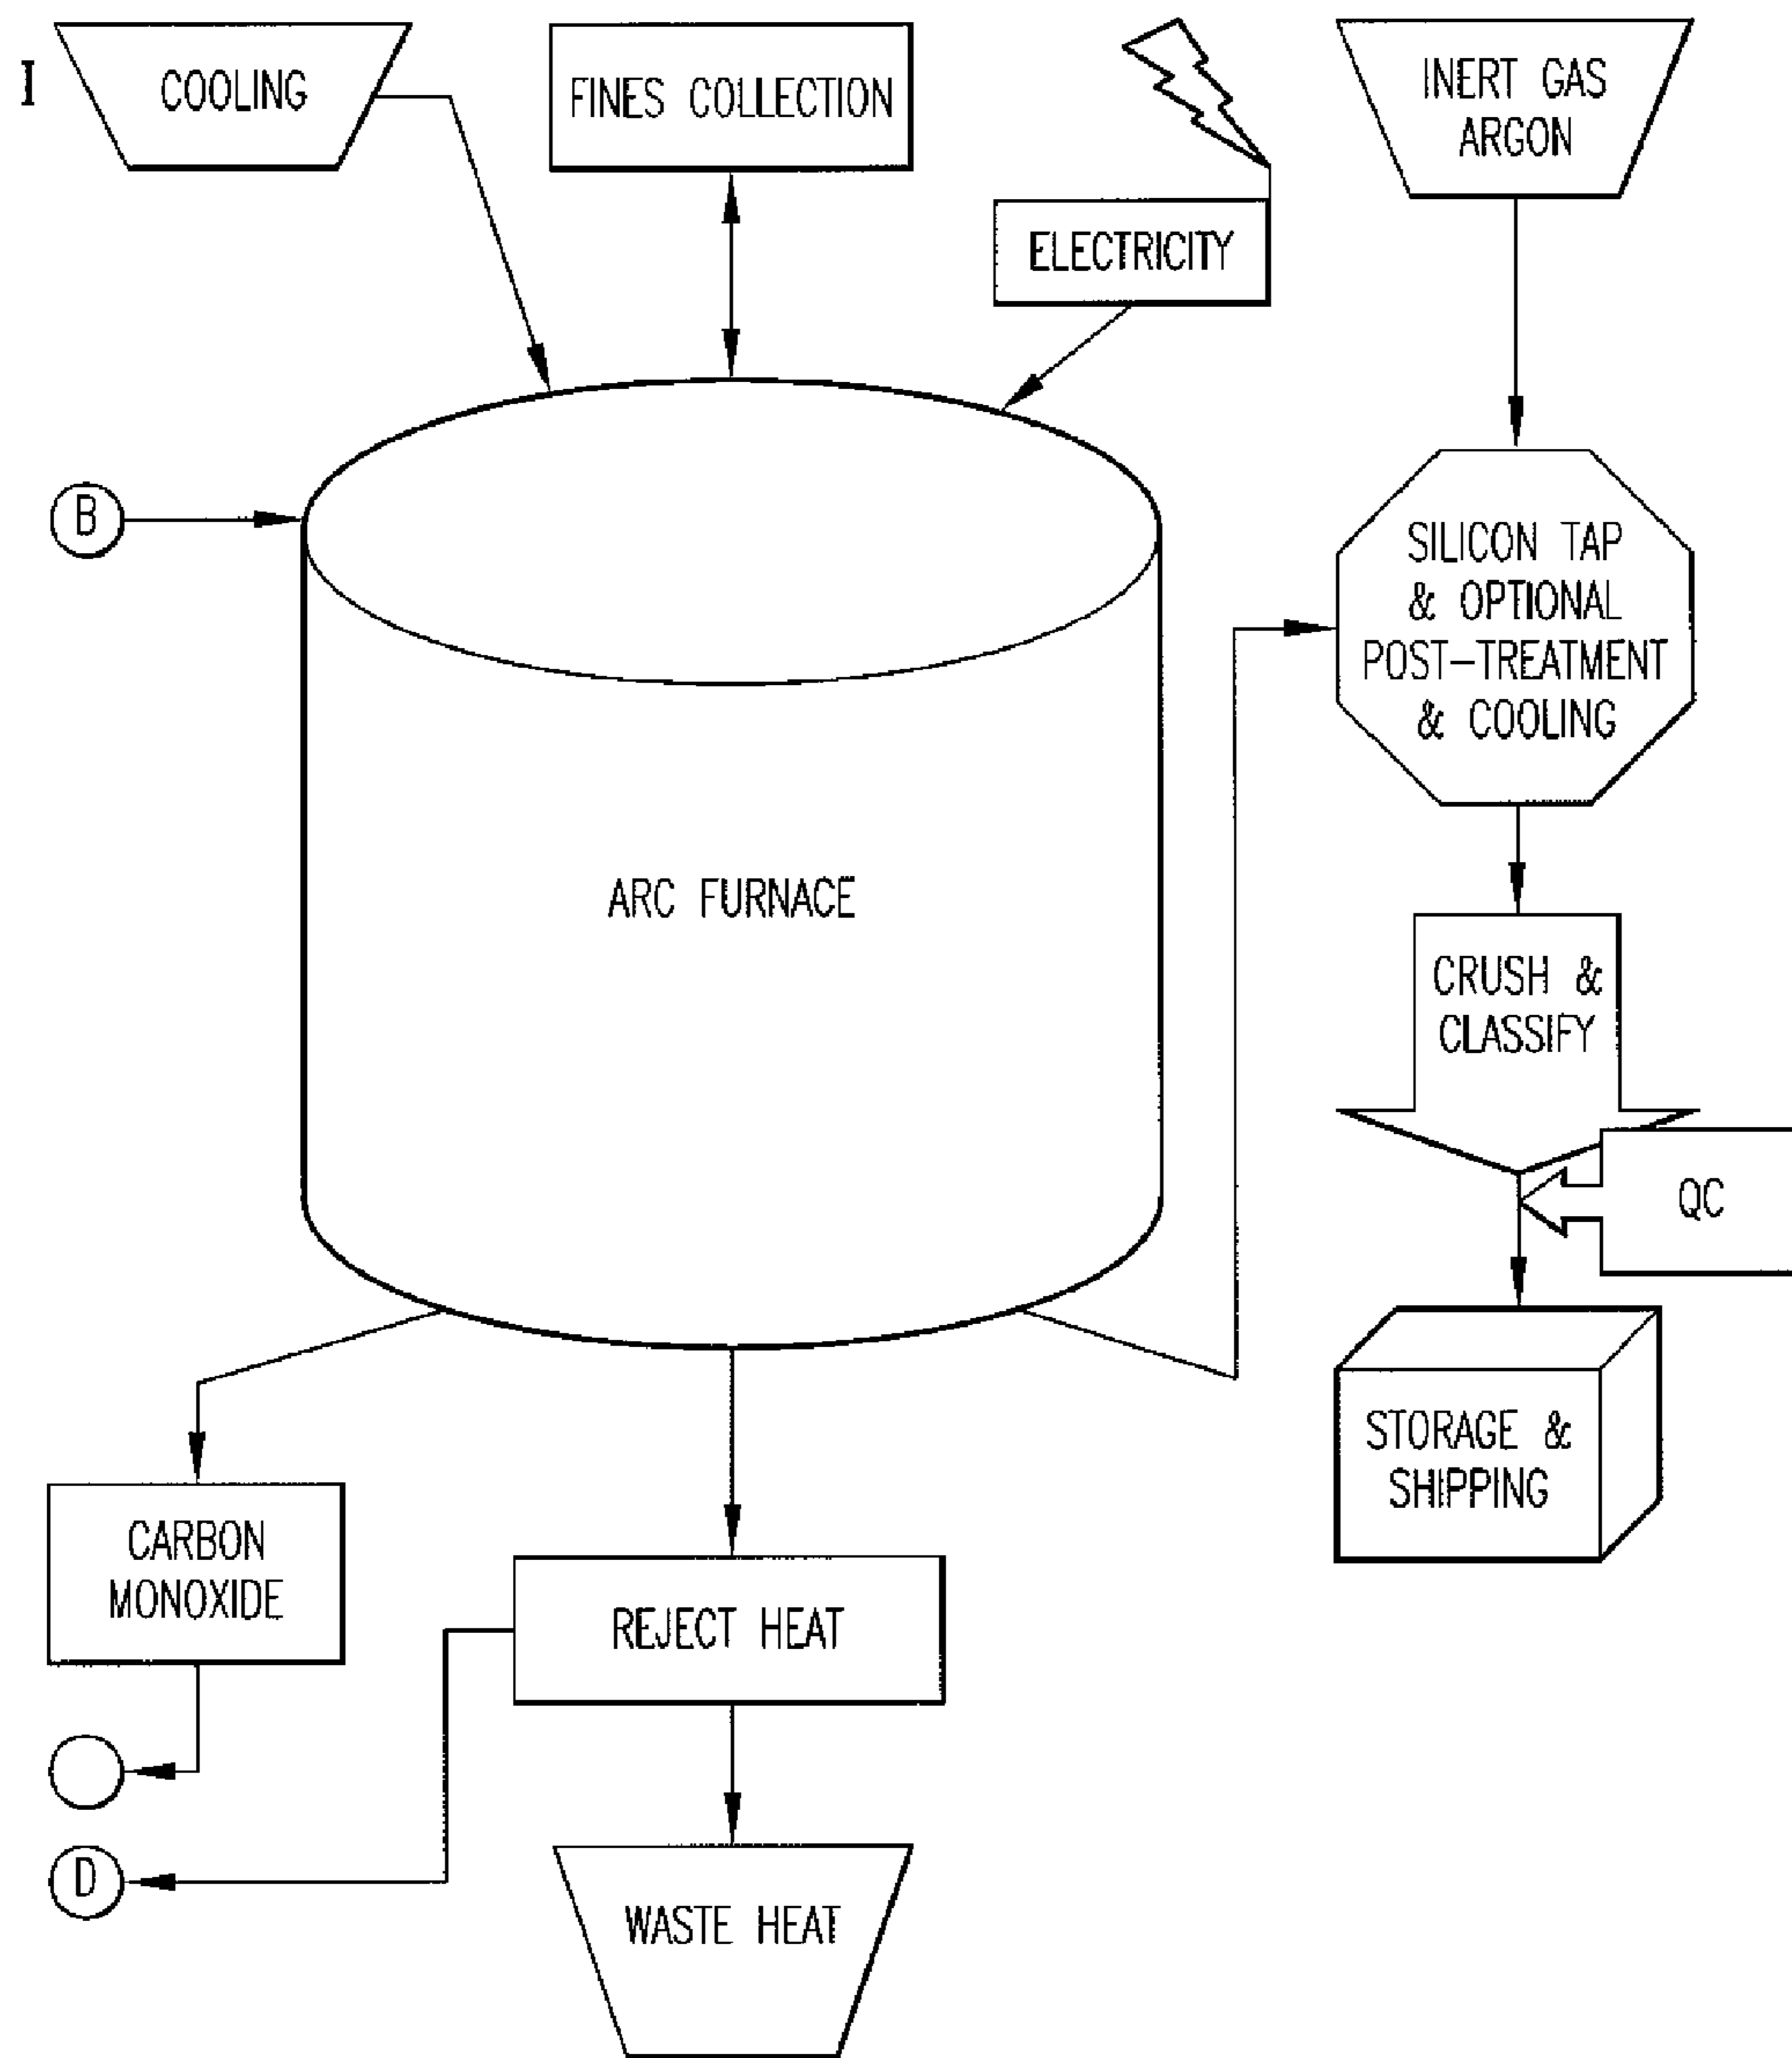 I
COOLING
FINES COLLECTION
ELECTRICITY
INERT GAS
ARGON
B
SILICON TAP
& OPTIONAL
POST-TREATMENT
& COOLING
ARC FURNACE
CRUSH &
CLASSIFY
QC
STORAGE &
SHIPPING
CARBON
MONOXIDE
REJECT HEAT
D
WASTE HEAT